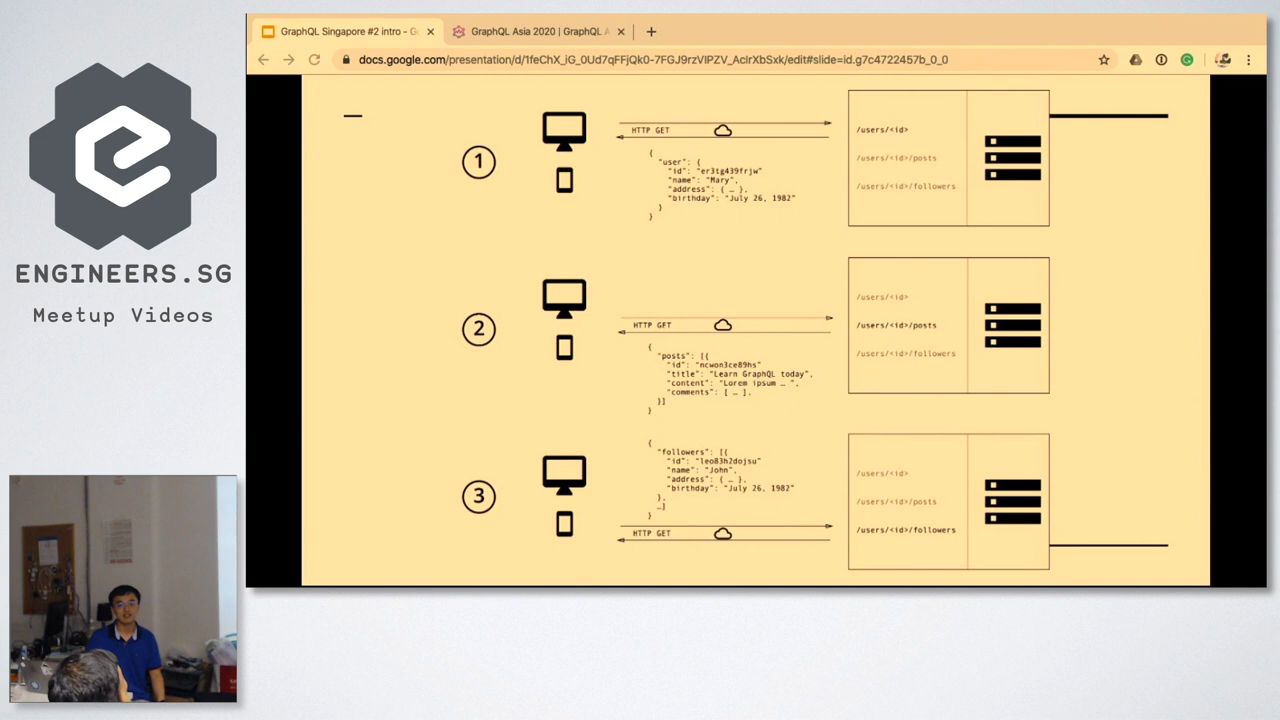 GraphQL Singapore #2 intro - G
GraphQL Asia 2020 | GraphQL A
docs.google.com/presentation/d/1feChX_jG_0Ud7qFFjQk0-7FGJ9rzVIPZV_AcIrXbSxk/edit#slide=id.g7c4722457b_0_0
ENGINEERS.SG
Meetup Videos
1
HTTP GET
{
"user": {
"id": "er3tg439frjw"
"name": "Mary",
"address": { … },
"birthday": "July 26, 1982"
}
}
/users/<id>
/users/<id>/posts
/users/<id>/followers
2
HTTP GET
{
"posts": [{
"id": "ncwon3ce89hs"
"title": "Learn GraphQL today",
"content": "Lorem ipsum … ",
"comments": [ … ],
}]
}
/users/<id>
/users/<id>/posts
/users/<id>/followers
3
{
"followers": [{
"id": "leo83h2dojsu"
"name": "John",
"address": { … },
"birthday": "July 26, 1982"
},
…]
}
HTTP GET
/users/<id>
/users/<id>/posts
/users/<id>/followers